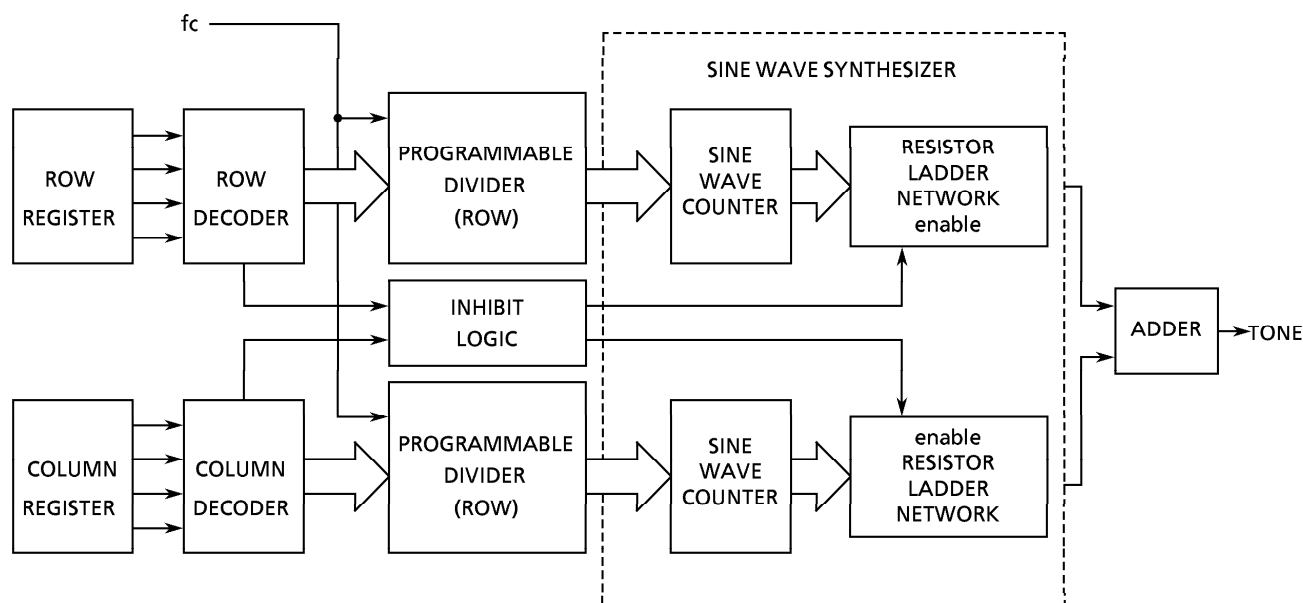 fc
SINE WAVE SYNTHESIZER
ROW
REGISTER
ROW
DECODER
PROGRAMMABLE
DIVIDER
(ROW)
SINE
WAVE
COUNTER
RESISTOR
LADDER
NETWORK
enable
INHIBIT
LOGIC
ADDER
TONE
COLUMN
REGISTER
COLUMN
DECODER
PROGRAMMABLE
DIVIDER
(ROW)
SINE
WAVE
COUNTER
enable
RESISTOR
LADDER
NETWORK